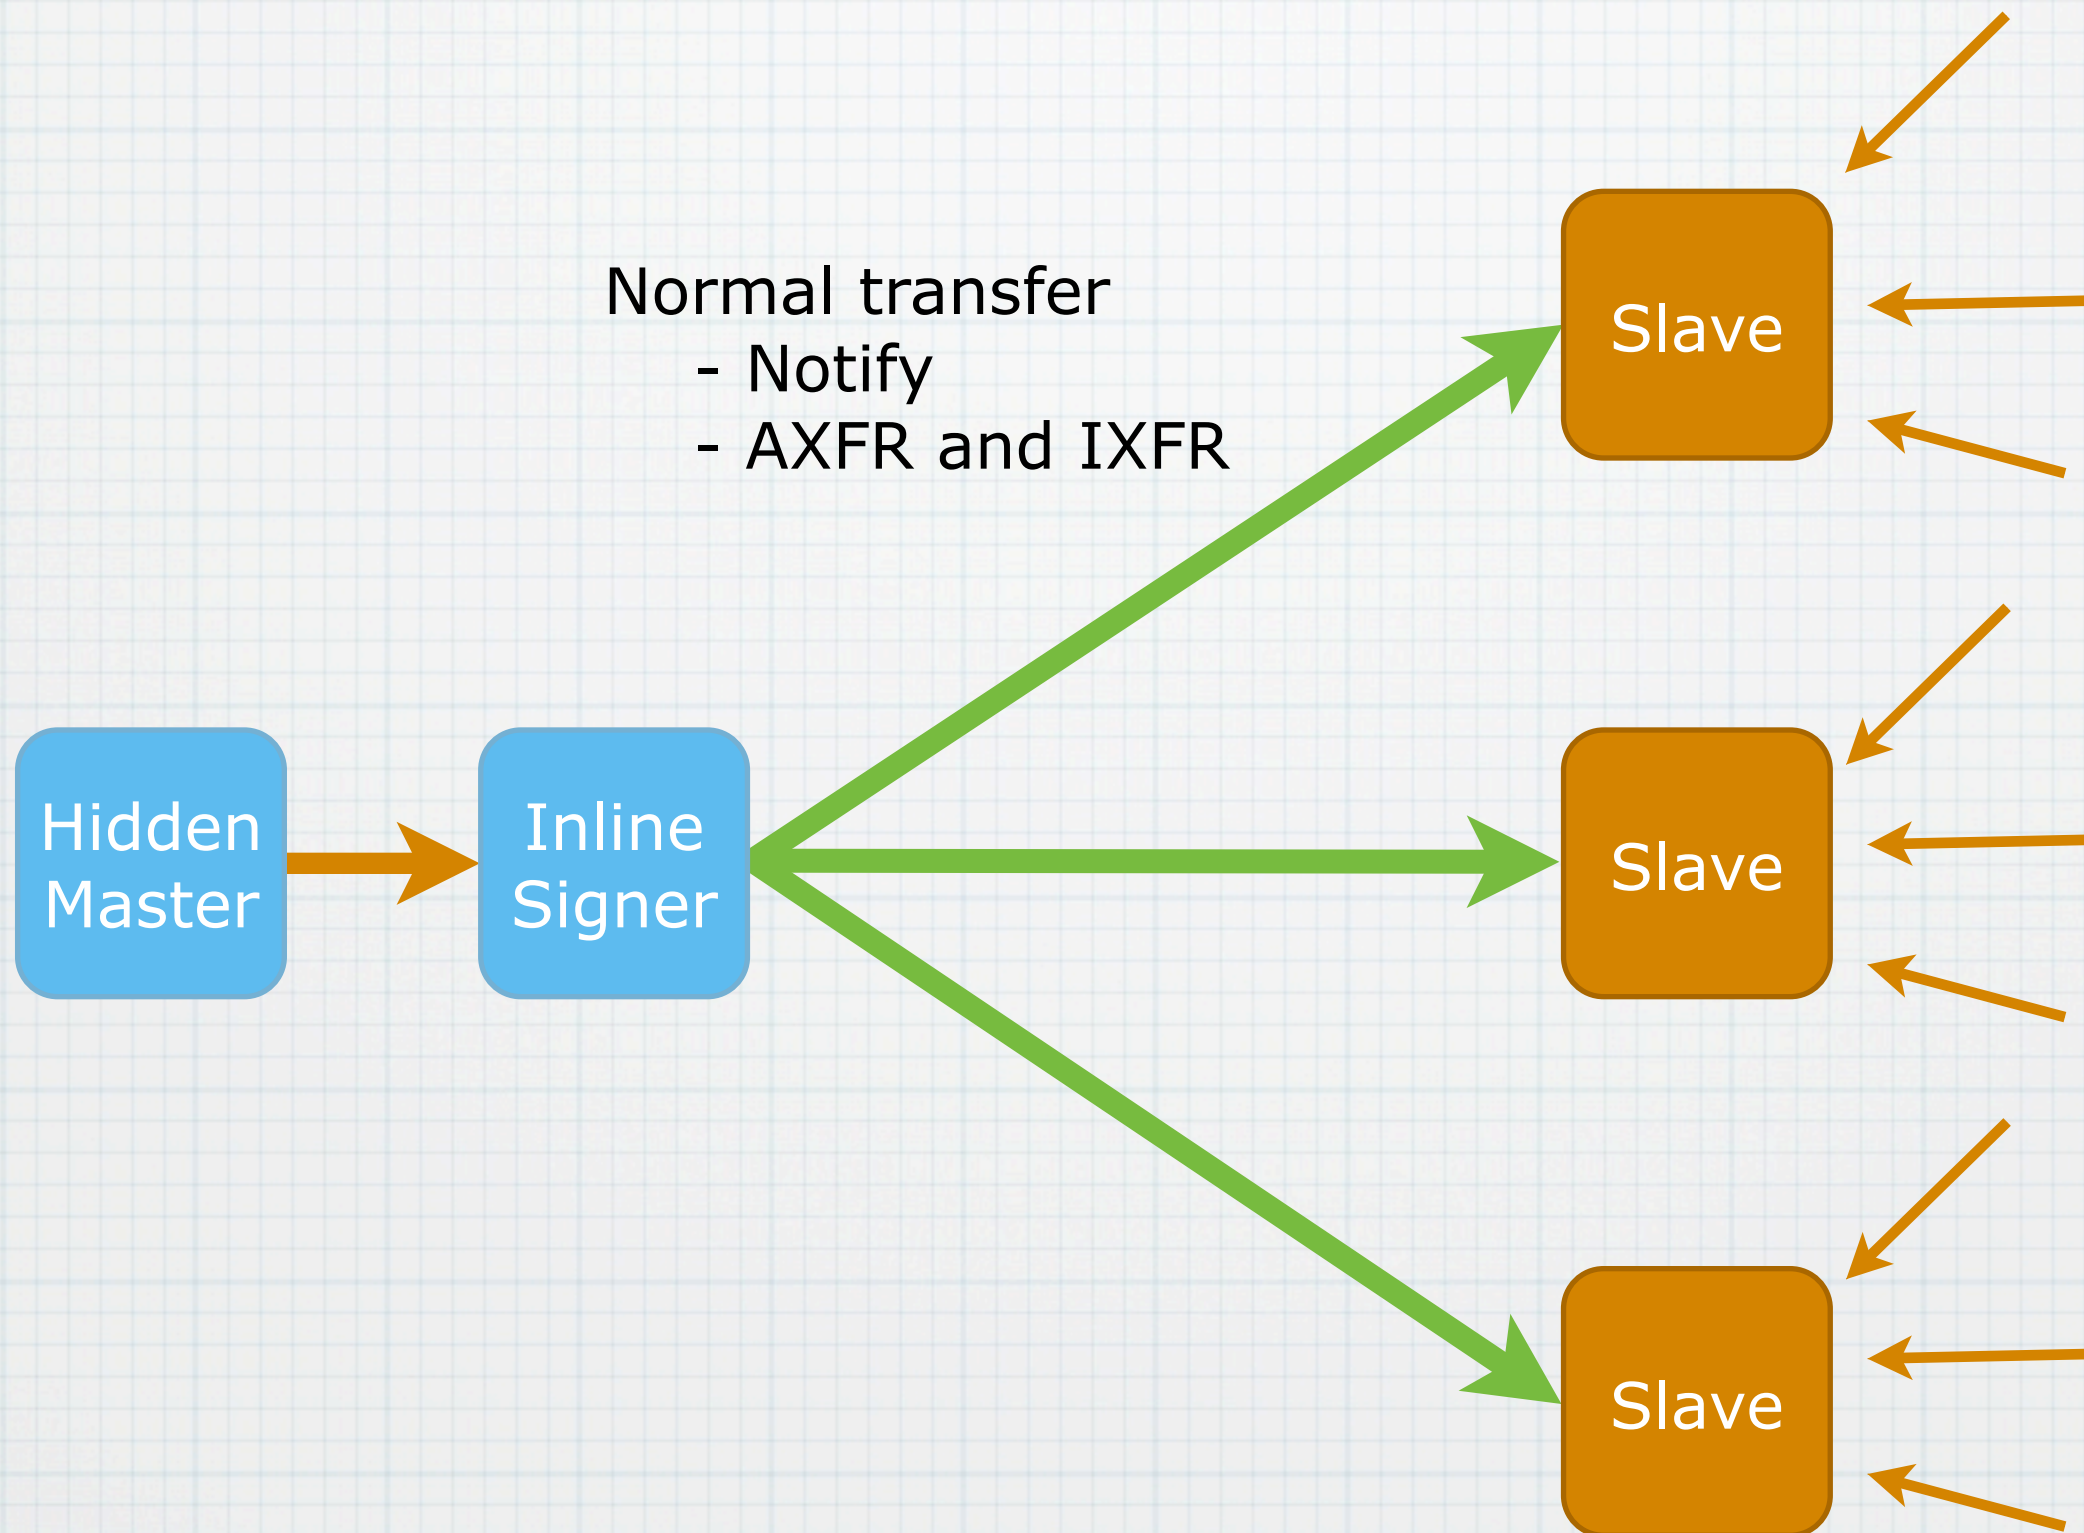 Normal transfer
- Notify
- AXFR and IXFR
Slave
Hidden
Master
Inline
Signer
Slave
Slave